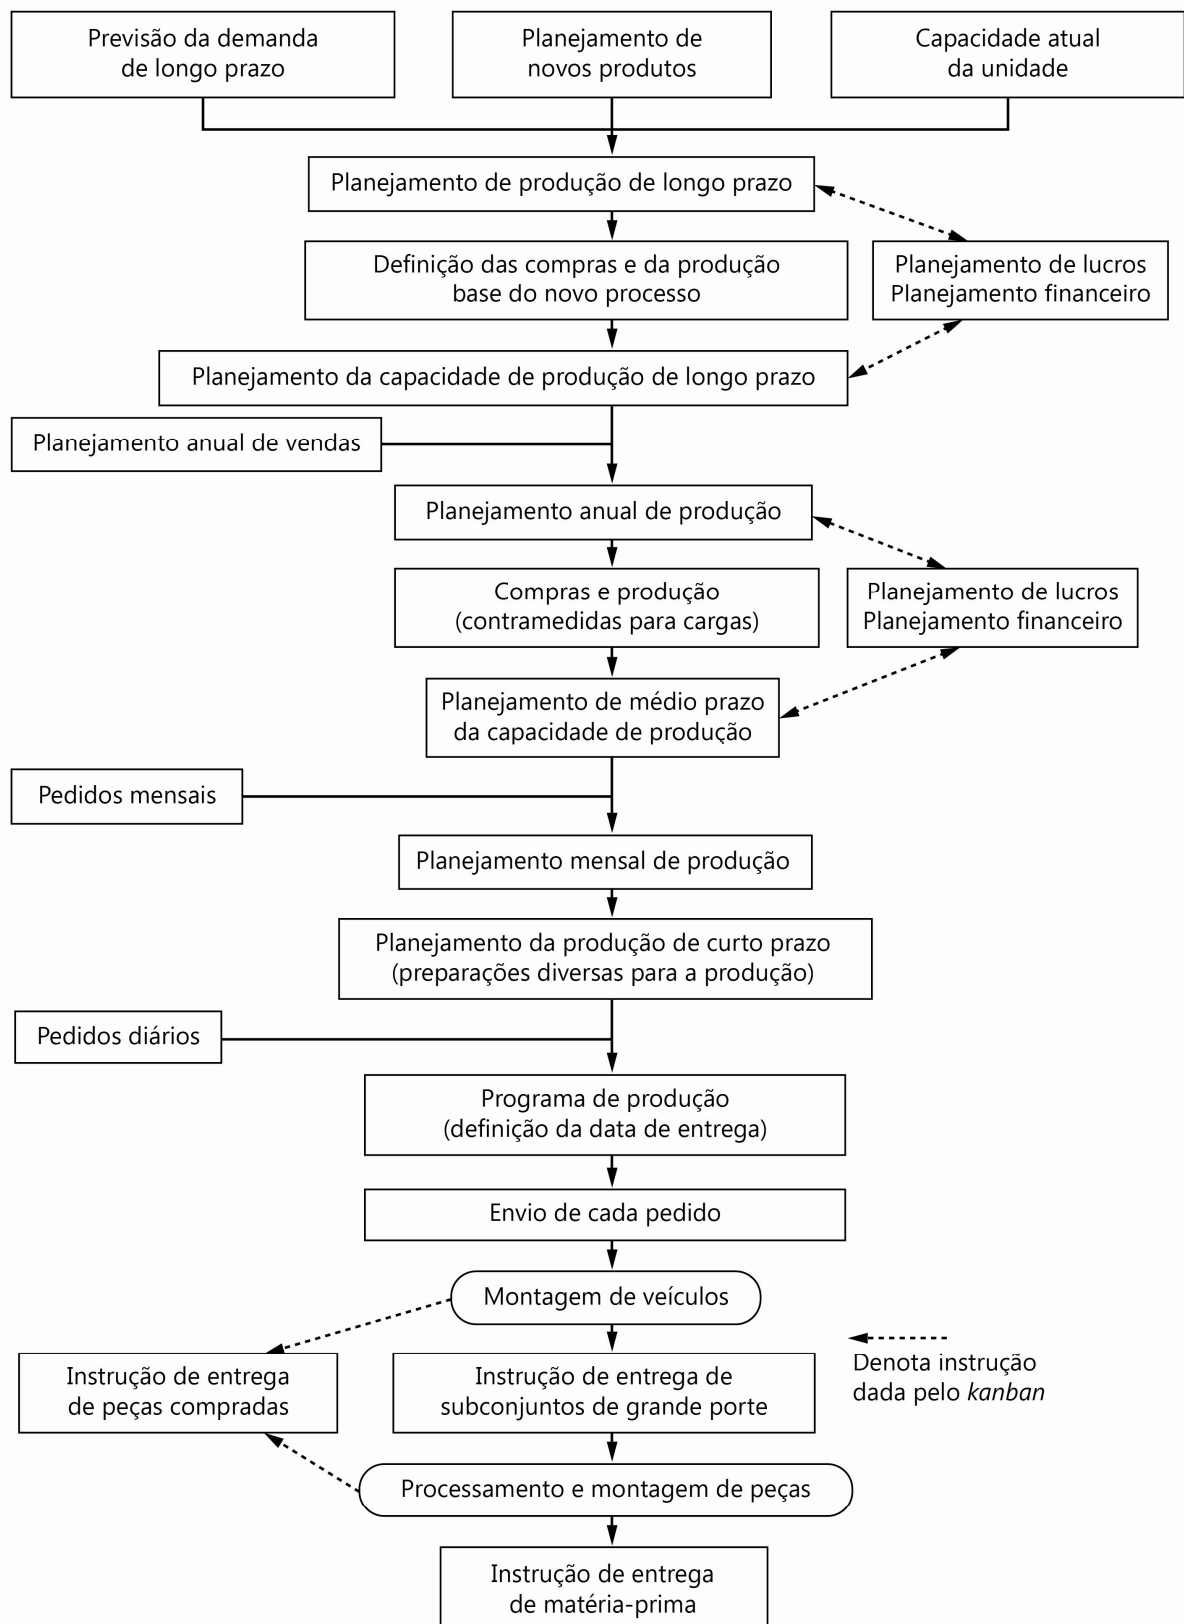 Previsão da demanda
de longo prazo
Planejamento de
novos produtos
Capacidade atual
da unidade
Planejamento de produção de longo prazo
Definição das compras e da produção
base do novo processo
Planejamento de lucros
Planejamento financeiro
Planejamento da capacidade de produção de longo prazo
Planejamento anual de vendas
Planejamento anual de produção
Compras e produção
(contramedidas para cargas)
Planejamento de lucros
Planejamento financeiro
Planejamento de médio prazo
da capacidade de produção
Pedidos mensais
Planejamento mensal de produção
Planejamento da produção de curto prazo
(preparações diversas para a produção)
Pedidos diários
Programa de produção
(definição da data de entrega)
Envio de cada pedido
Montagem de veículos
Instrução de entrega
de peças compradas
Instrução de entrega de
subconjuntos de grande porte
Denota instrução
dada pelo kanban
Processamento e montagem de peças
Instrução de entrega
de matéria-prima